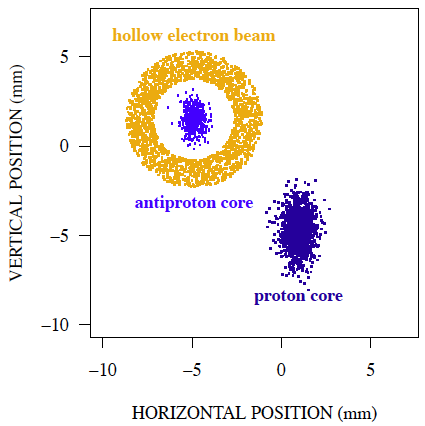 hollow electron beam
5
VERTICAL POSITION (mm)
0
antiproton core
−5
proton core
−10
−10 −5 0 5
HORIZONTAL POSITION (mm)